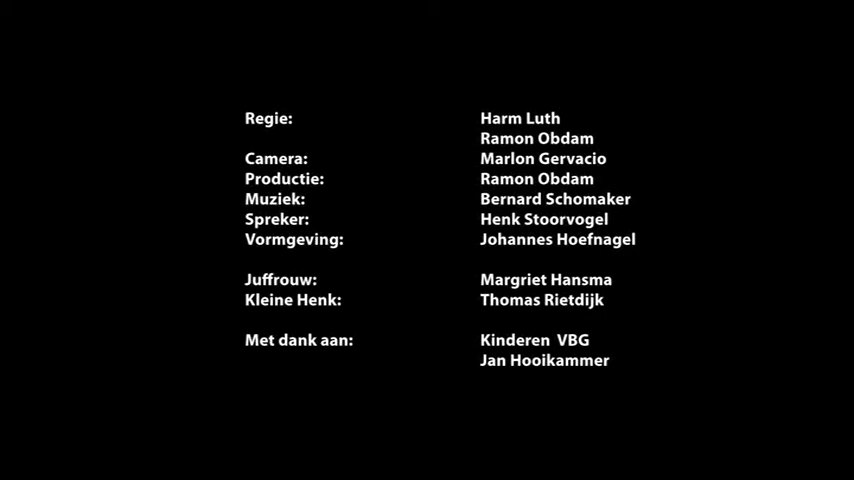 Regie: Harm Luth
Ramon Obdam
Camera: Marlon Gervacio
Productie: Ramon Obdam
Muziek: Bernard Schomaker
Spreker: Henk Stoorvogel
Vormgeving: Johannes Hoefnagel
Juffrouw: Margriet Hansma
Kleine Henk: Thomas Rietdijk
Met dank aan: Kinderen VBG
Jan Hooikammer